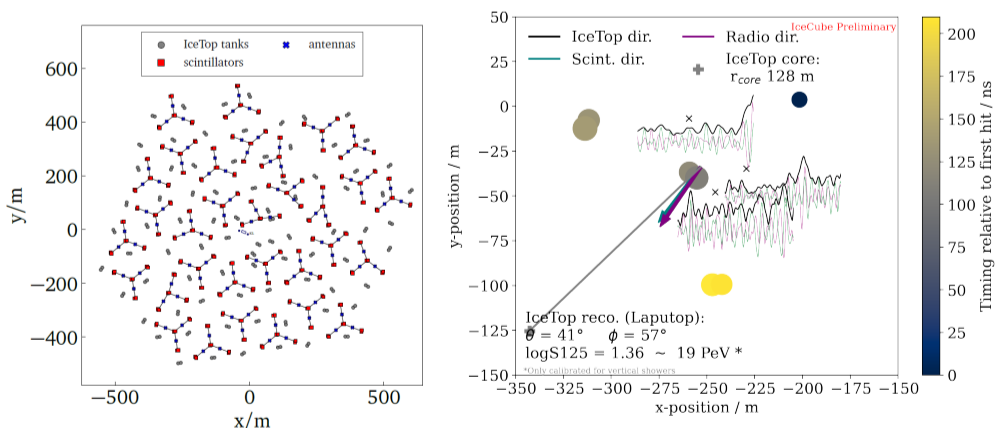 IceTop tanks
antennas
scintillators
600
400
200
0
−200
−400
−500
0
500
y/m
x/m
IceCube Preliminary
IceTop dir.
Scint. dir.
Radio dir.
IceTop core:
r_core 128 m
50
25
0
−25
−50
−75
−100
−125
−150
−350
−325
−300
−275
−250
−225
−200
−175
−150
y-position / m
x-position / m
IceTop reco. (Laputop):
θ = 41° ϕ = 57°
logS125 = 1.36 ~ 19 PeV *
*Only calibrated for vertical showers
200
175
150
125
100
75
50
25
0
Timing relative to first hit / ns